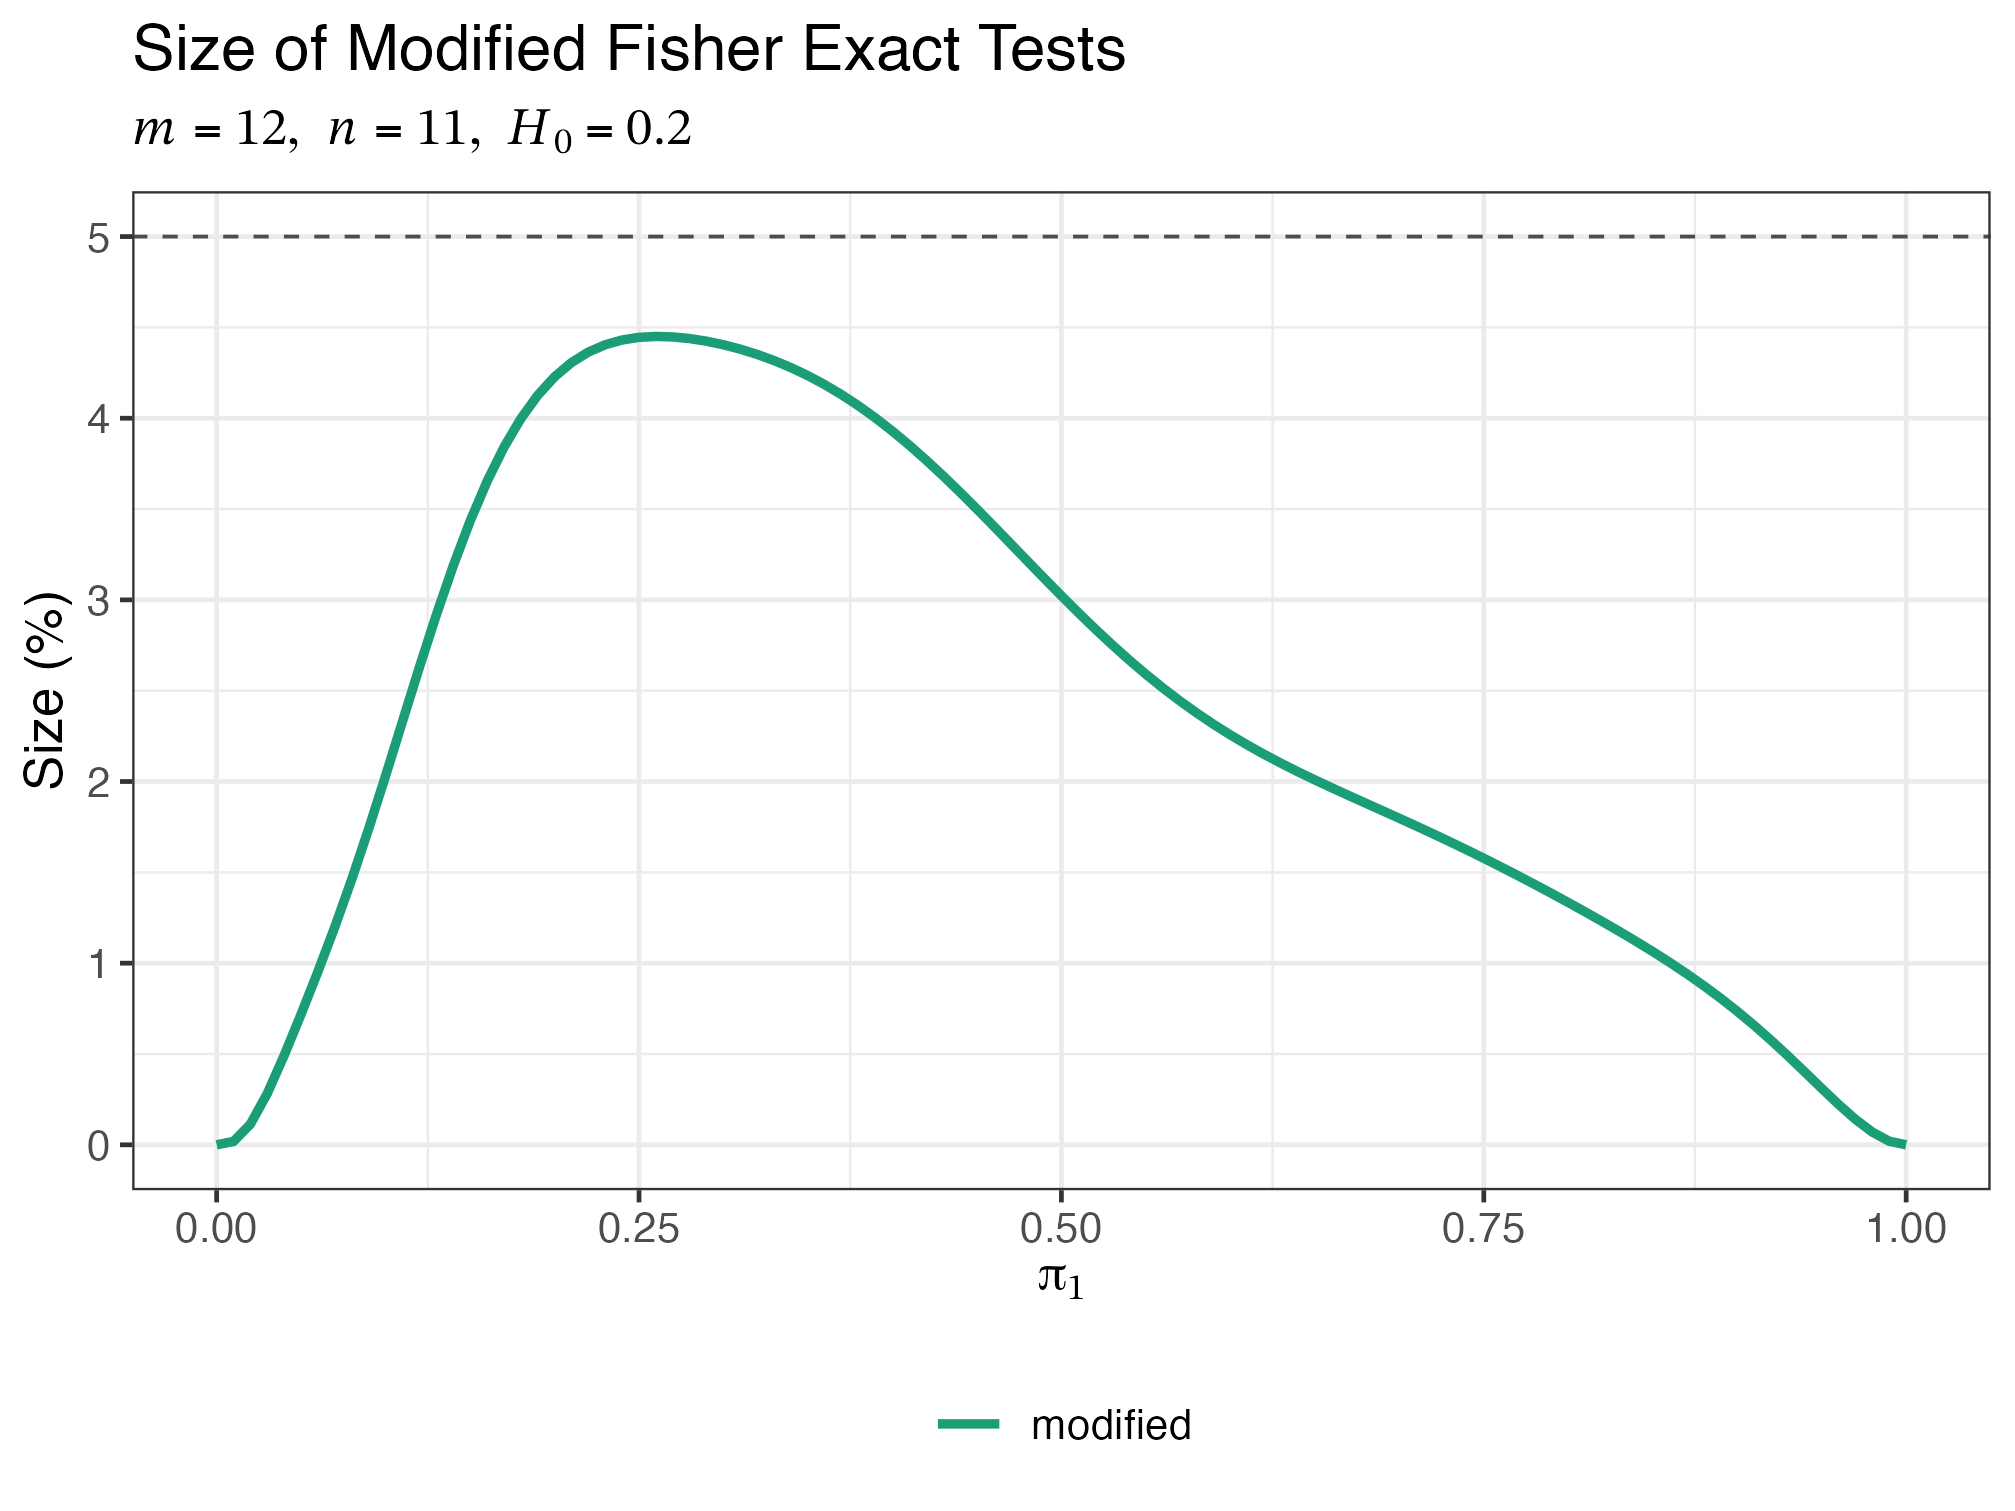 Size of Modified Fisher Exact Tests
m = 12, n = 11, H₀ = 0.2
Size (%)
5
4
3
2
1
0
0.00 0.25 0.50 0.75 1.00
π₁
modified